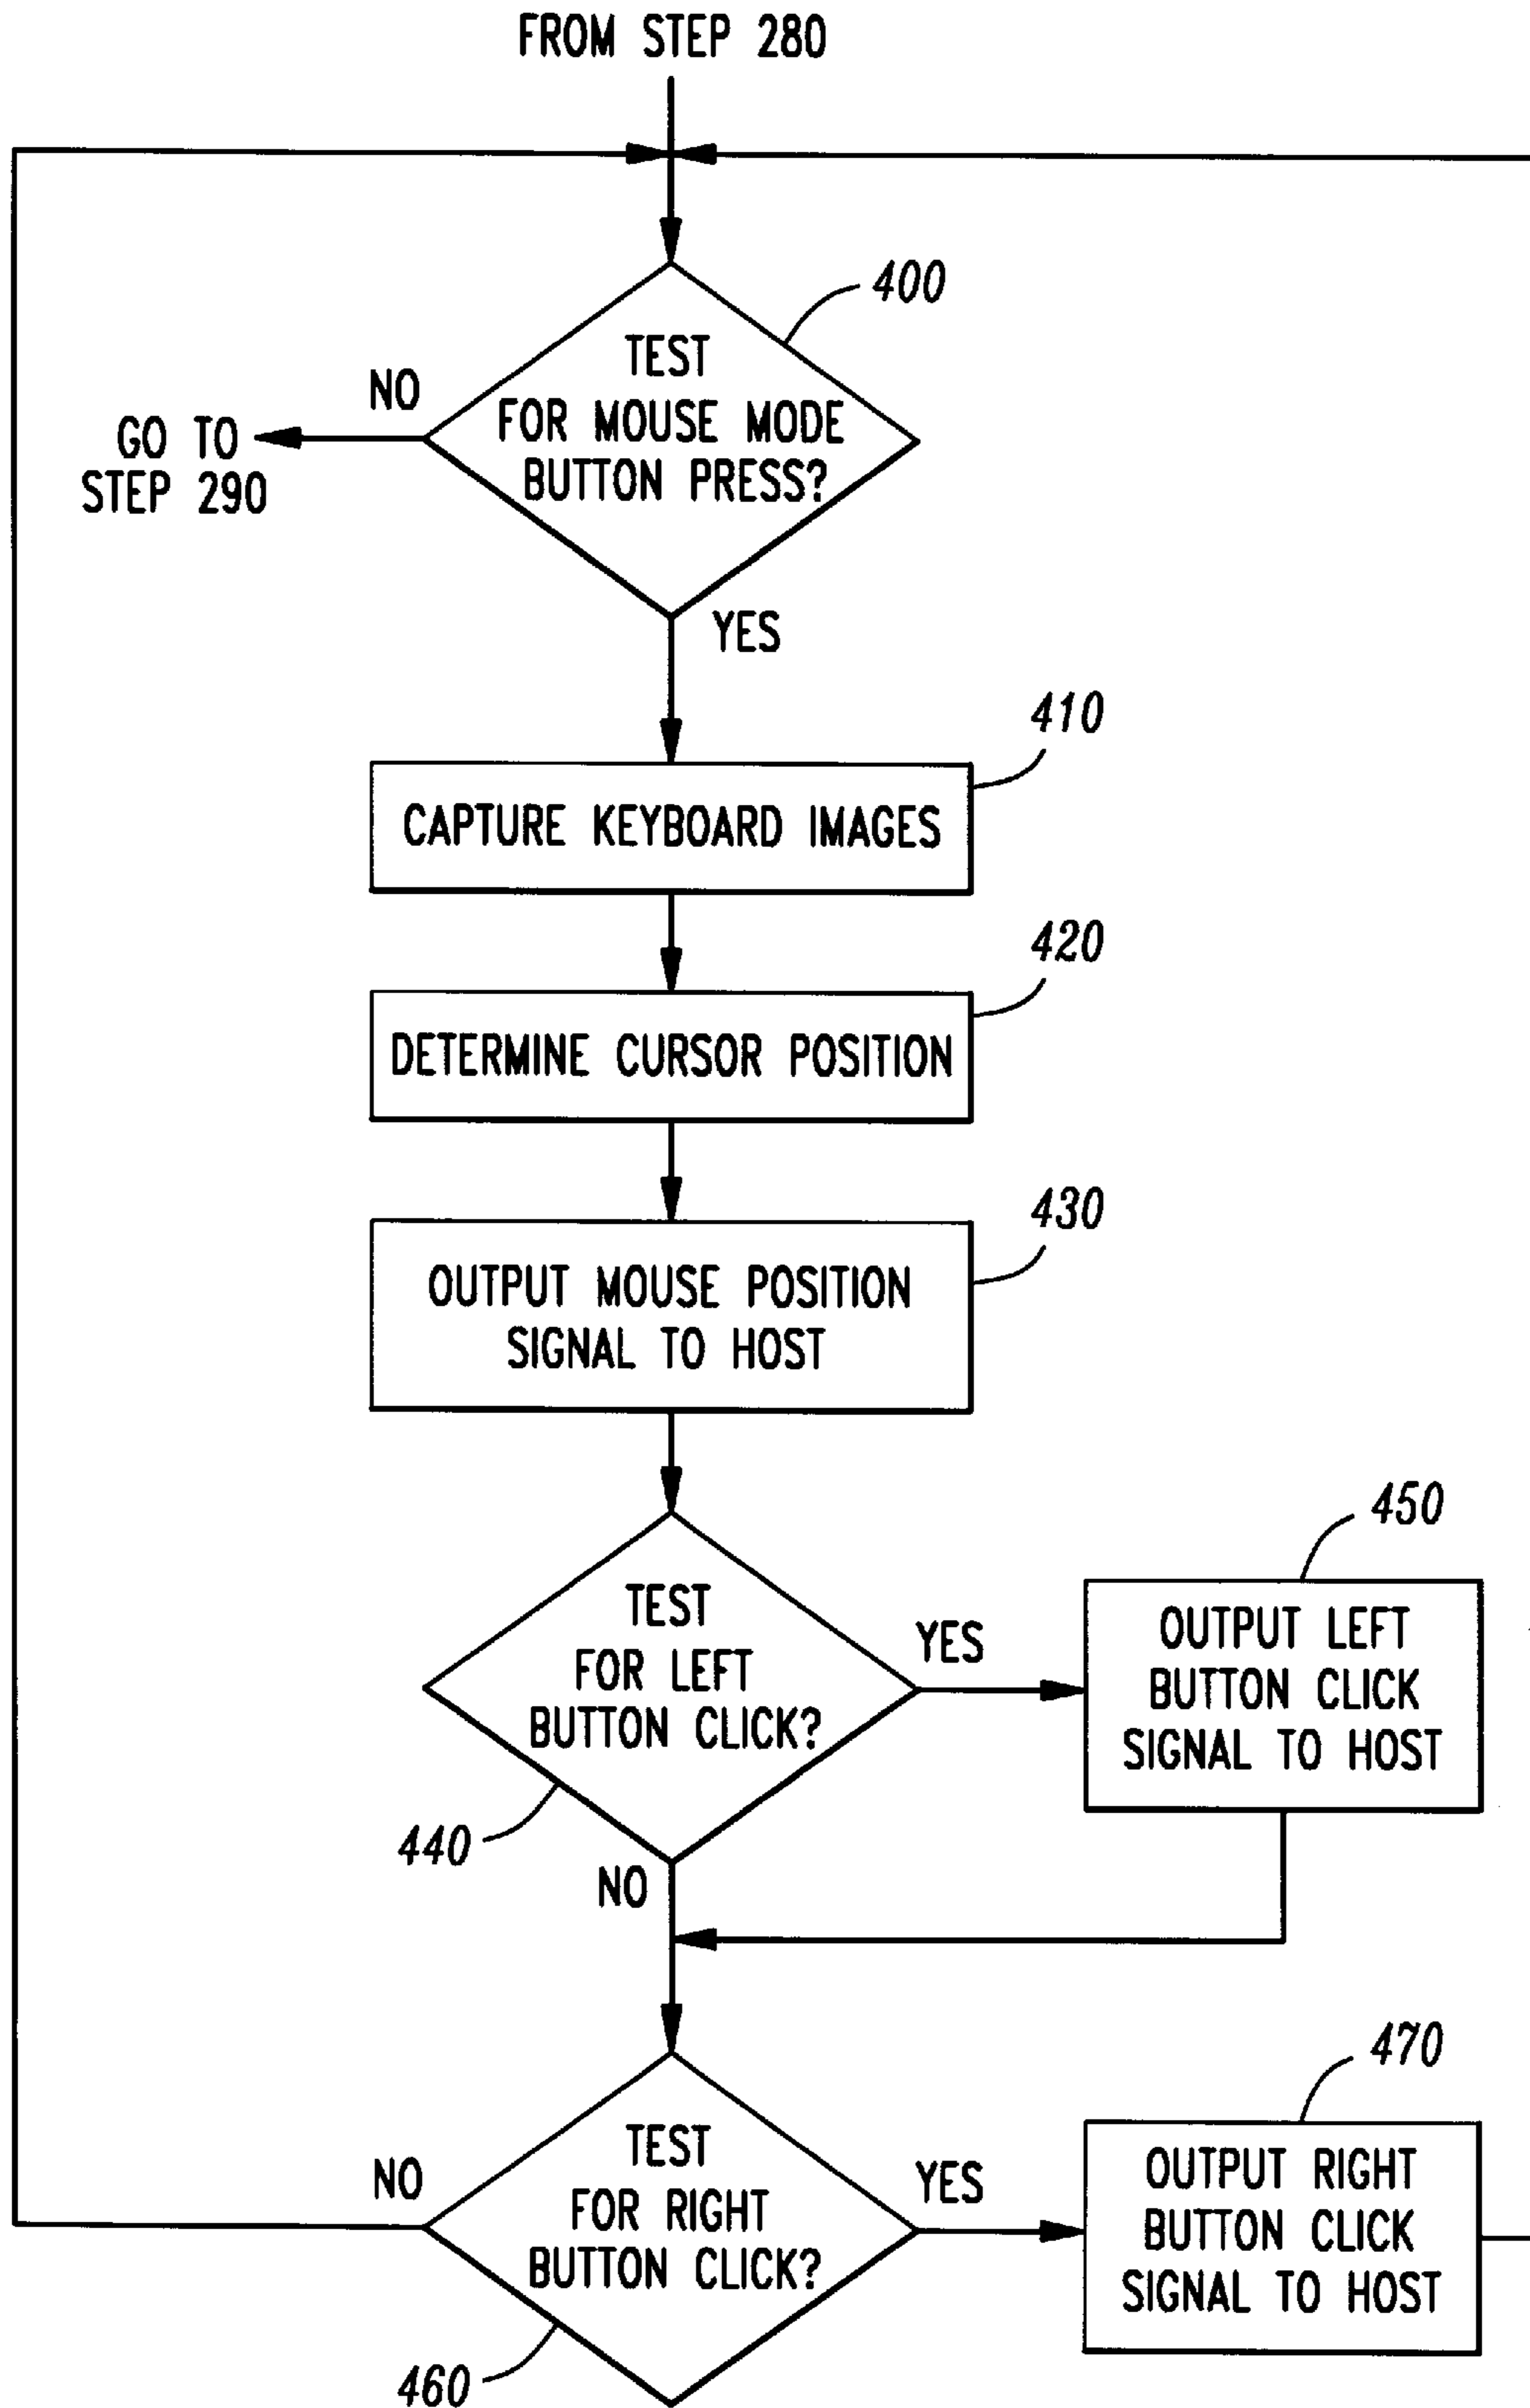 FROM STEP 280
400
TEST
FOR MOUSE MODE
BUTTON PRESS?
NO
GO TO
STEP 290
YES
410
CAPTURE KEYBOARD IMAGES
420
DETERMINE CURSOR POSITION
430
OUTPUT MOUSE POSITION
SIGNAL TO HOST
TEST
FOR LEFT
BUTTON CLICK?
440
YES
450
OUTPUT LEFT
BUTTON CLICK
SIGNAL TO HOST
NO
TEST
FOR RIGHT
BUTTON CLICK?
460
NO
YES
470
OUTPUT RIGHT
BUTTON CLICK
SIGNAL TO HOST